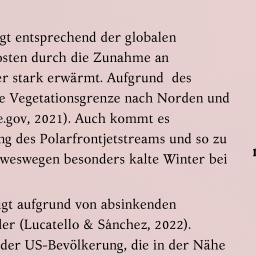 gt entsprechend der globalen
osten durch die Zunahme an
er stark erwärmt. Aufgrund des
e Vegetationsgrenze nach Norden und
e.gov, 2021). Auch kommt es
ng des Polarfrontjetstreams und so zu
weswegen besonders kalte Winter bei
gt aufgrund von absinkenden
ler (Lucatello & Sánchez, 2022).
der US-Bevölkerung, die in der Nähe